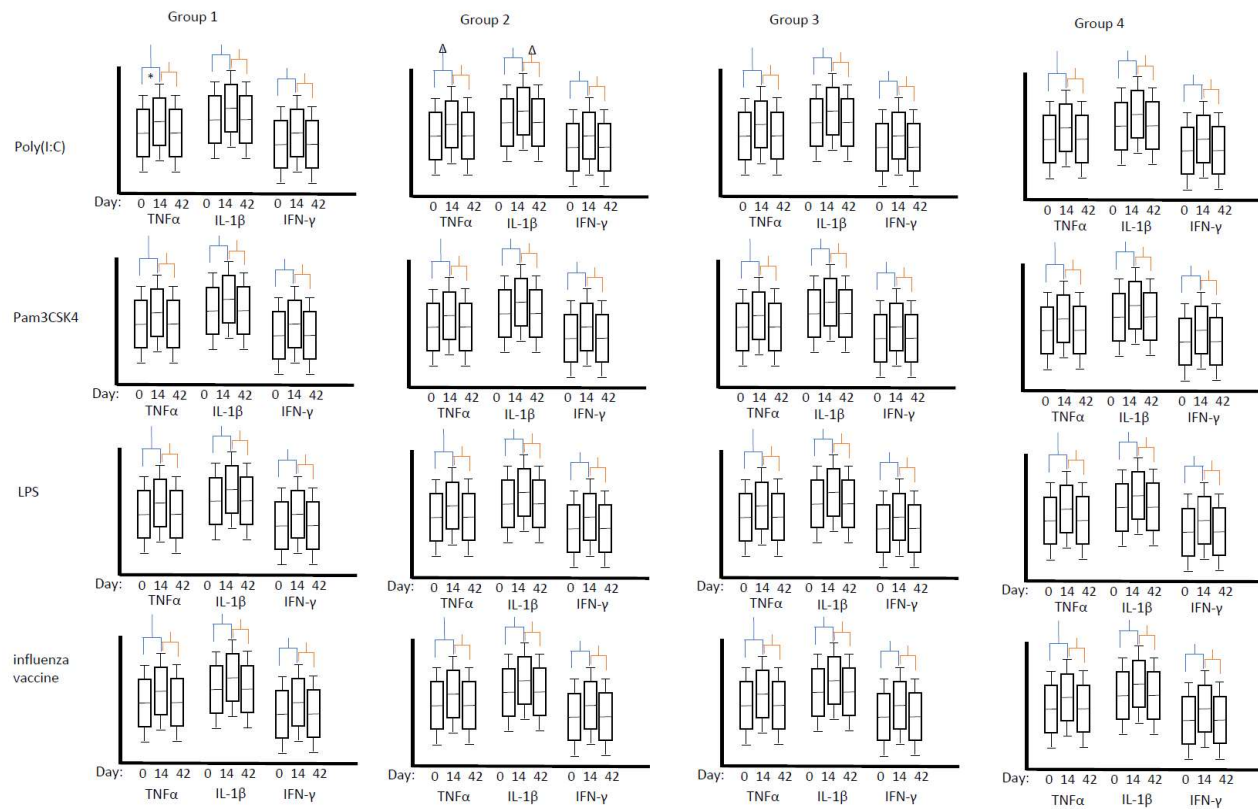 Group 1 Group 2 Group 3 Group 4
Δ Δ
*
Poly(I:C)
Day: 0 14 42 0 14 42 0 14 42 Day: 0 14 42 0 14 42 0 14 42 Day: 0 14 42 0 14 42 0 14 42 Day: 0 14 42 0 14 42 0 14 42
TNFα IL-1β IFN-γ TNFα IL-1β IFN-γ TNFα IL-1β IFN-γ TNFα IL-1β IFN-γ
Pam3CSK4
Day: 0 14 42 0 14 42 0 14 42 Day: 0 14 42 0 14 42 0 14 42 Day: 0 14 42 0 14 42 0 14 42 Day: 0 14 42 0 14 42 0 14 42
TNFα IL-1β IFN-γ TNFα IL-1β IFN-γ TNFα IL-1β IFN-γ TNFα IL-1β IFN-γ
LPS
Day: 0 14 42 0 14 42 0 14 42 Day: 0 14 42 0 14 42 0 14 42 Day: 0 14 42 0 14 42 0 14 42 Day: 0 14 42 0 14 42 0 14 42
TNFα IL-1β IFN-γ TNFα IL-1β IFN-γ TNFα IL-1β IFN-γ TNFα IL-1β IFN-γ
influenza
vaccine
Day: 0 14 42 0 14 42 0 14 42 Day: 0 14 42 0 14 42 0 14 42 Day: 0 14 42 0 14 42 0 14 42 Day: 0 14 42 0 14 42 0 14 42
TNFα IL-1β IFN-γ TNFα IL-1β IFN-γ TNFα IL-1β IFN-γ TNFα IL-1β IFN-γ